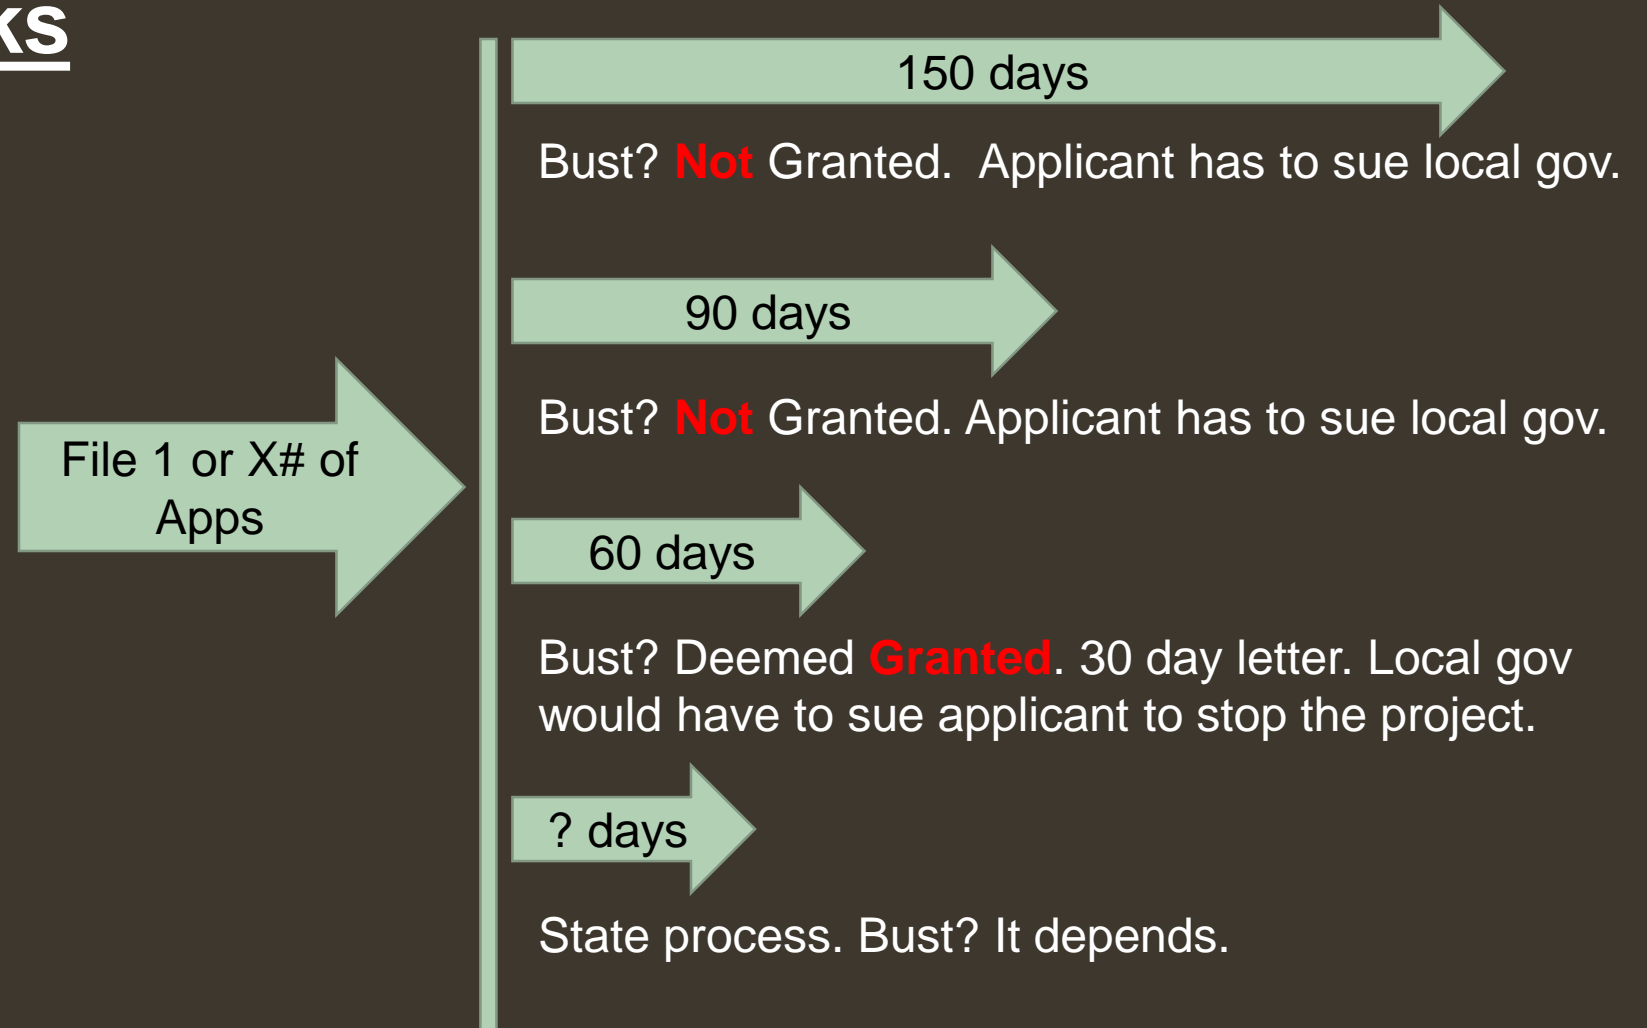 ks
150 days
Bust? Not Granted.  Applicant has to sue local gov.
90 days
Bust? Not Granted. Applicant has to sue local gov.
File 1 or X# of
Apps
60 days
Bust? Deemed Granted. 30 day letter. Local gov
would have to sue applicant to stop the project.
? days
State process. Bust? It depends.